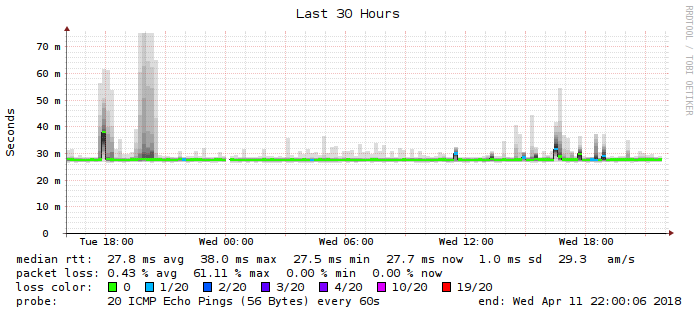 Last 30 Hours
RRDTOOL / TOBI OETIKER
Seconds
70 m
60 m
50 m
40 m
30 m
20 m
10 m
0
Tue 18:00 Wed 00:00 Wed 06:00 Wed 12:00 Wed 18:00
median rtt: 27.8 ms avg 38.0 ms max 27.5 ms min 27.7 ms now 1.0 ms sd 29.3 am/s
packet loss: 0.43 % avg 61.11 % max 0.00 % min 0.00 % now
loss color: 0 1/20 2/20 3/20 4/20 10/20 19/20
probe: 20 ICMP Echo Pings (56 Bytes) every 60s end: Wed Apr 11 22:00:06 2018